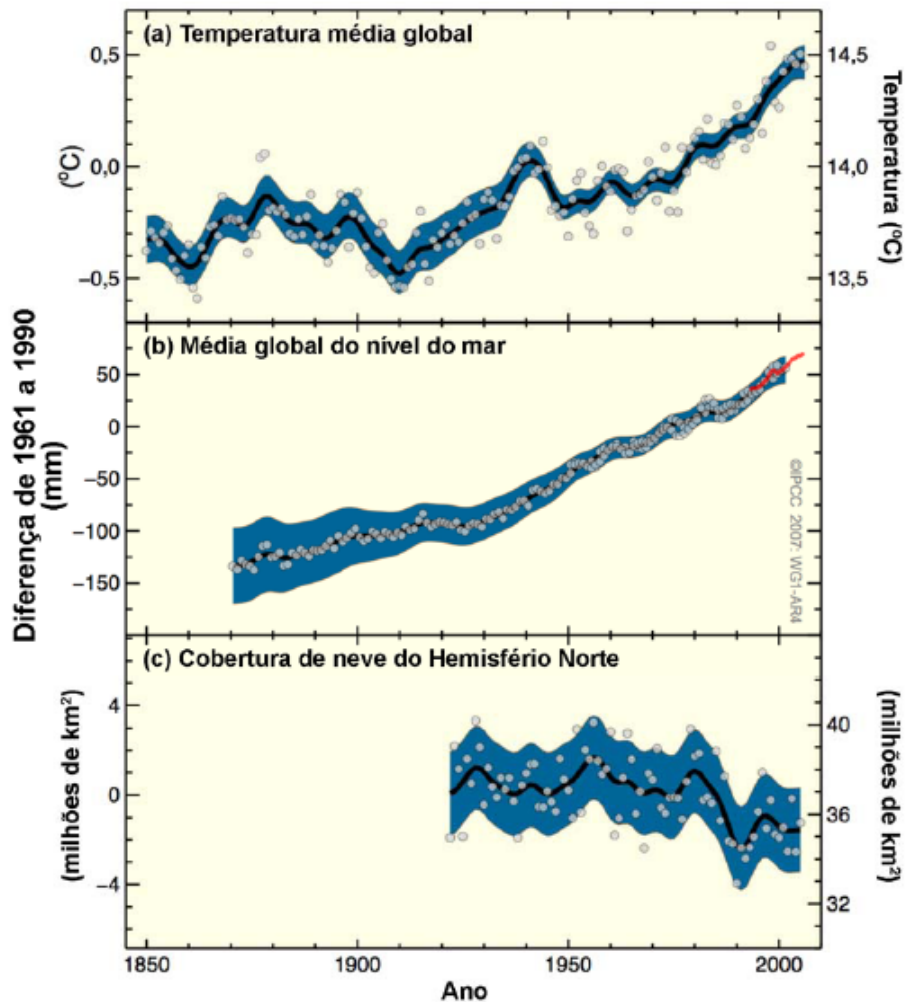 (a) Temperatura média global
0,5
0,0
−0,5
(ºC)
14,5
14,0
13,5
Temperatura (ºC)
(b) Média global do nível do mar
50
0
−50
−100
−150
Diferença de 1961 a 1990
(mm)
©IPCC 2007: WG1-AR4
(c) Cobertura de neve do Hemisfério Norte
4
0
−4
(milhões de km²)
40
36
32
(milhões de km²)
1850
1900
1950
2000
Ano